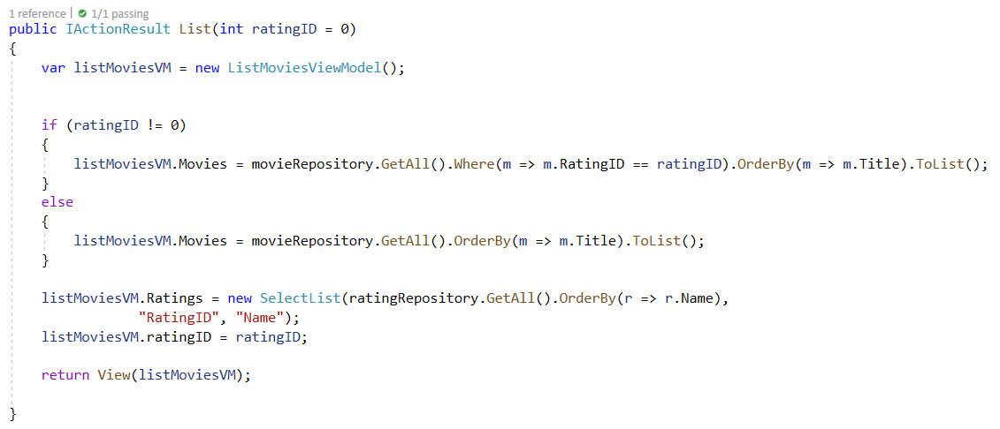 1 reference | 1/1 passing
public IActionResult List(int ratingID = 0)
{
    var listMoviesVM = new ListMoviesViewModel();
    if (ratingID != 0)
    {
        listMoviesVM.Movies = movieRepository.GetAll().Where(m => m.RatingID == ratingID).OrderBy(m => m.Title).ToList();
    }
    else
    {
        listMoviesVM.Movies = movieRepository.GetAll().OrderBy(m => m.Title).ToList();
    }
    listMoviesVM.Ratings = new SelectList(ratingRepository.GetAll().OrderBy(r => r.Name),
            "RatingID", "Name");
    listMoviesVM.ratingID = ratingID;
    return View(listMoviesVM);
}